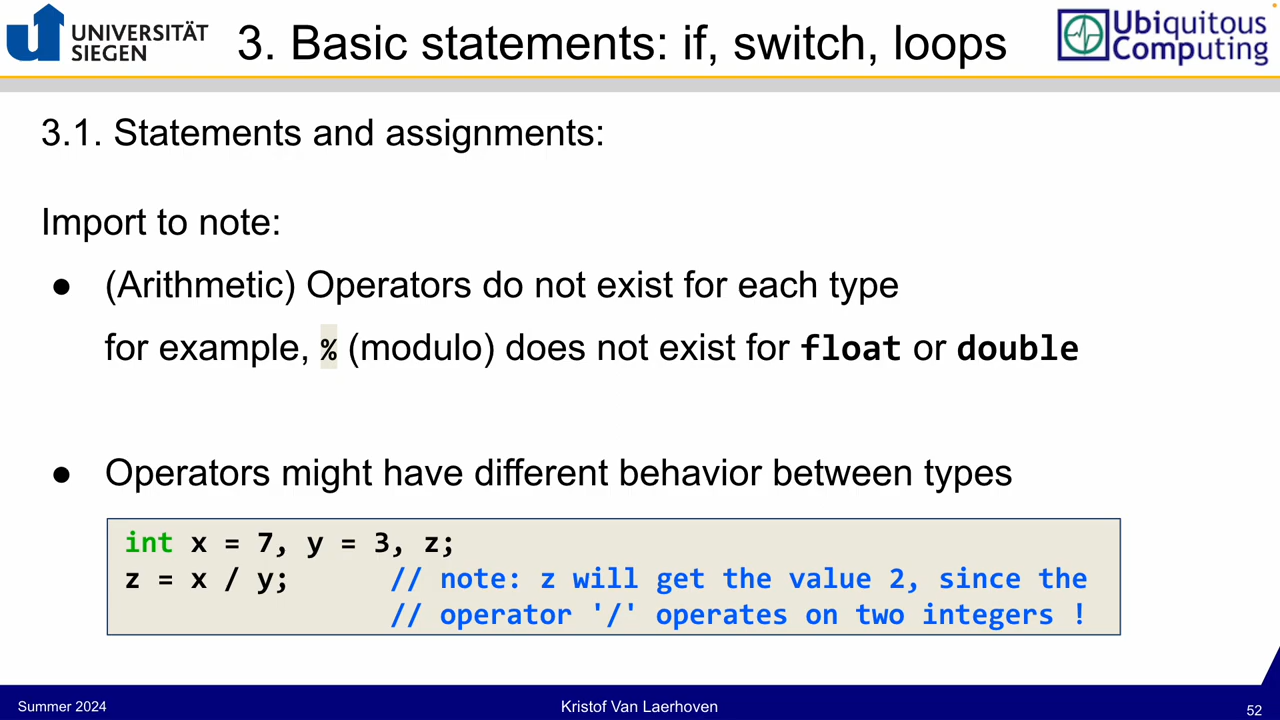 UNIVERSITÄT
SIEGEN
3. Basic statements: if, switch, loops
Ubiquitous
Computing
3.1. Statements and assignments:
Import to note:
● (Arithmetic) Operators do not exist for each type
for example, % (modulo) does not exist for float or double
● Operators might have different behavior between types
int x = 7, y = 3, z;
z = x / y; // note: z will get the value 2, since the
// operator '/' operates on two integers !
Summer 2024
Kristof Van Laerhoven
52